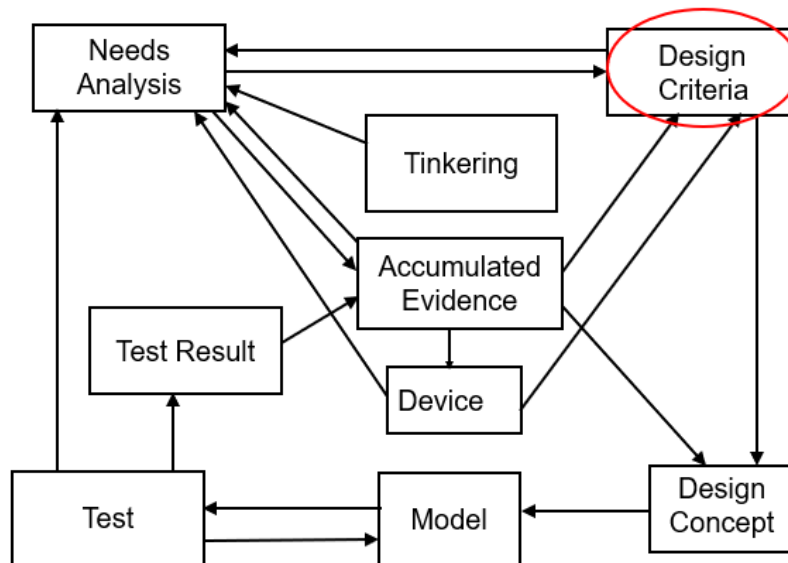 Needs
Analysis
Design
Criteria
Tinkering
Accumulated
Evidence
Test Result
Device
Test
Model
Design
Concept